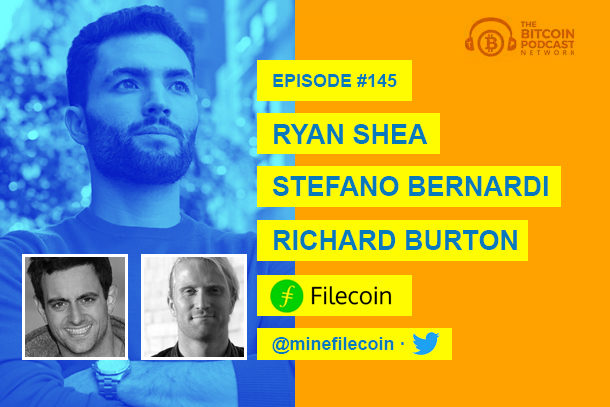 THE
BITCOIN
PODCAST
NETWORK
EPISODE #145
RYAN SHEA
STEFANO BERNARDI
RICHARD BURTON
Filecoin
@minefilecoin ·